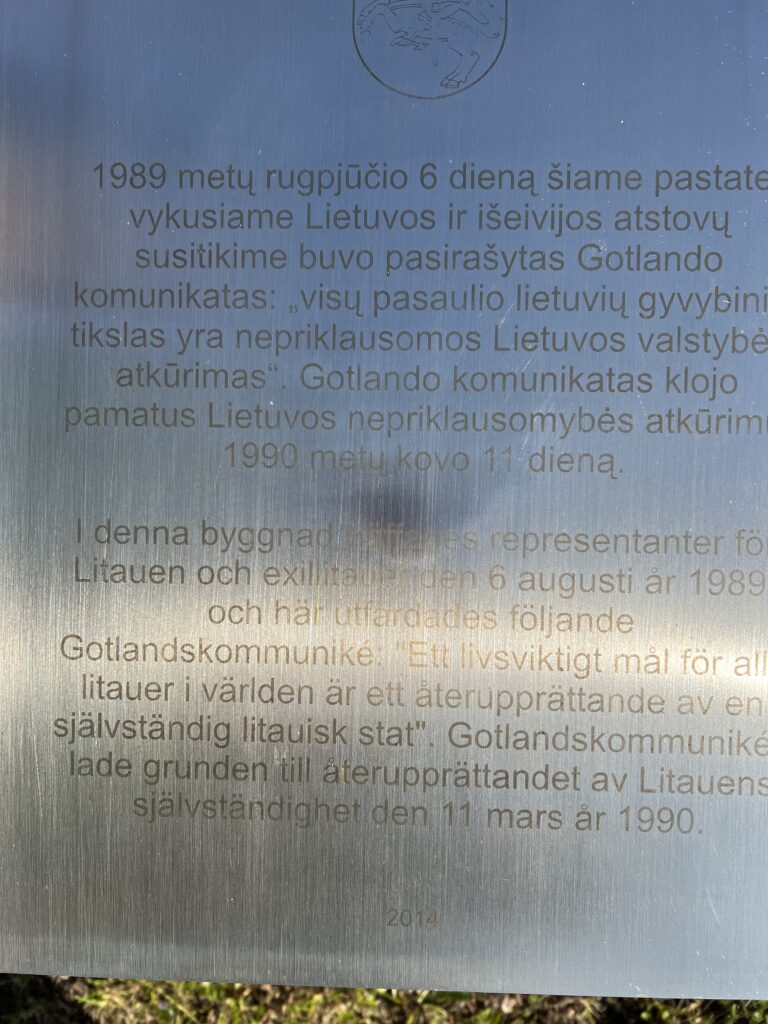 1989 metų rugpjūčio 6 dieną šiame pastate
vykusiame Lietuvos ir išeivijos atstovų
susitikime buvo pasirašytas Gotlando
komunikatas: „visų pasaulio lietuvių gyvybini
tikslas yra nepriklausomos Lietuvos valstybė
atkūrimas“. Gotlando komunikatas klojo
pamatus Lietuvos nepriklausomybės atkūrimu
1990 metų kovo 11 dieną.
I denna byggnad träffades representanter fö
Litauen och exillitauer den 6 augusti år 1989
och här utfärdades följande
Gotlandskommuniké: "Ett livsviktigt mål för all
litauer i världen är ett återupprättande av en
självständig litauisk stat". Gotlandskommuniké
lade grunden till återupprättandet av Litauens
självständighet den 11 mars år 1990.
2014